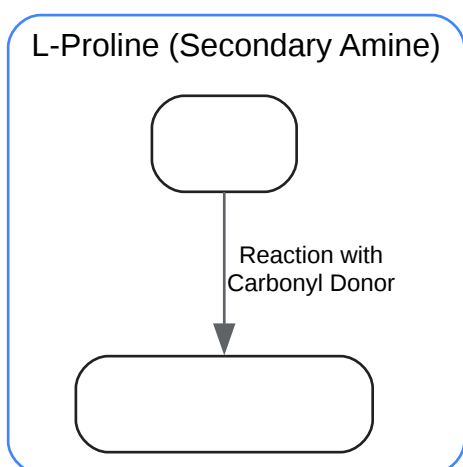 L-Proline (Secondary Amine)
Reaction with
Carbonyl Donor